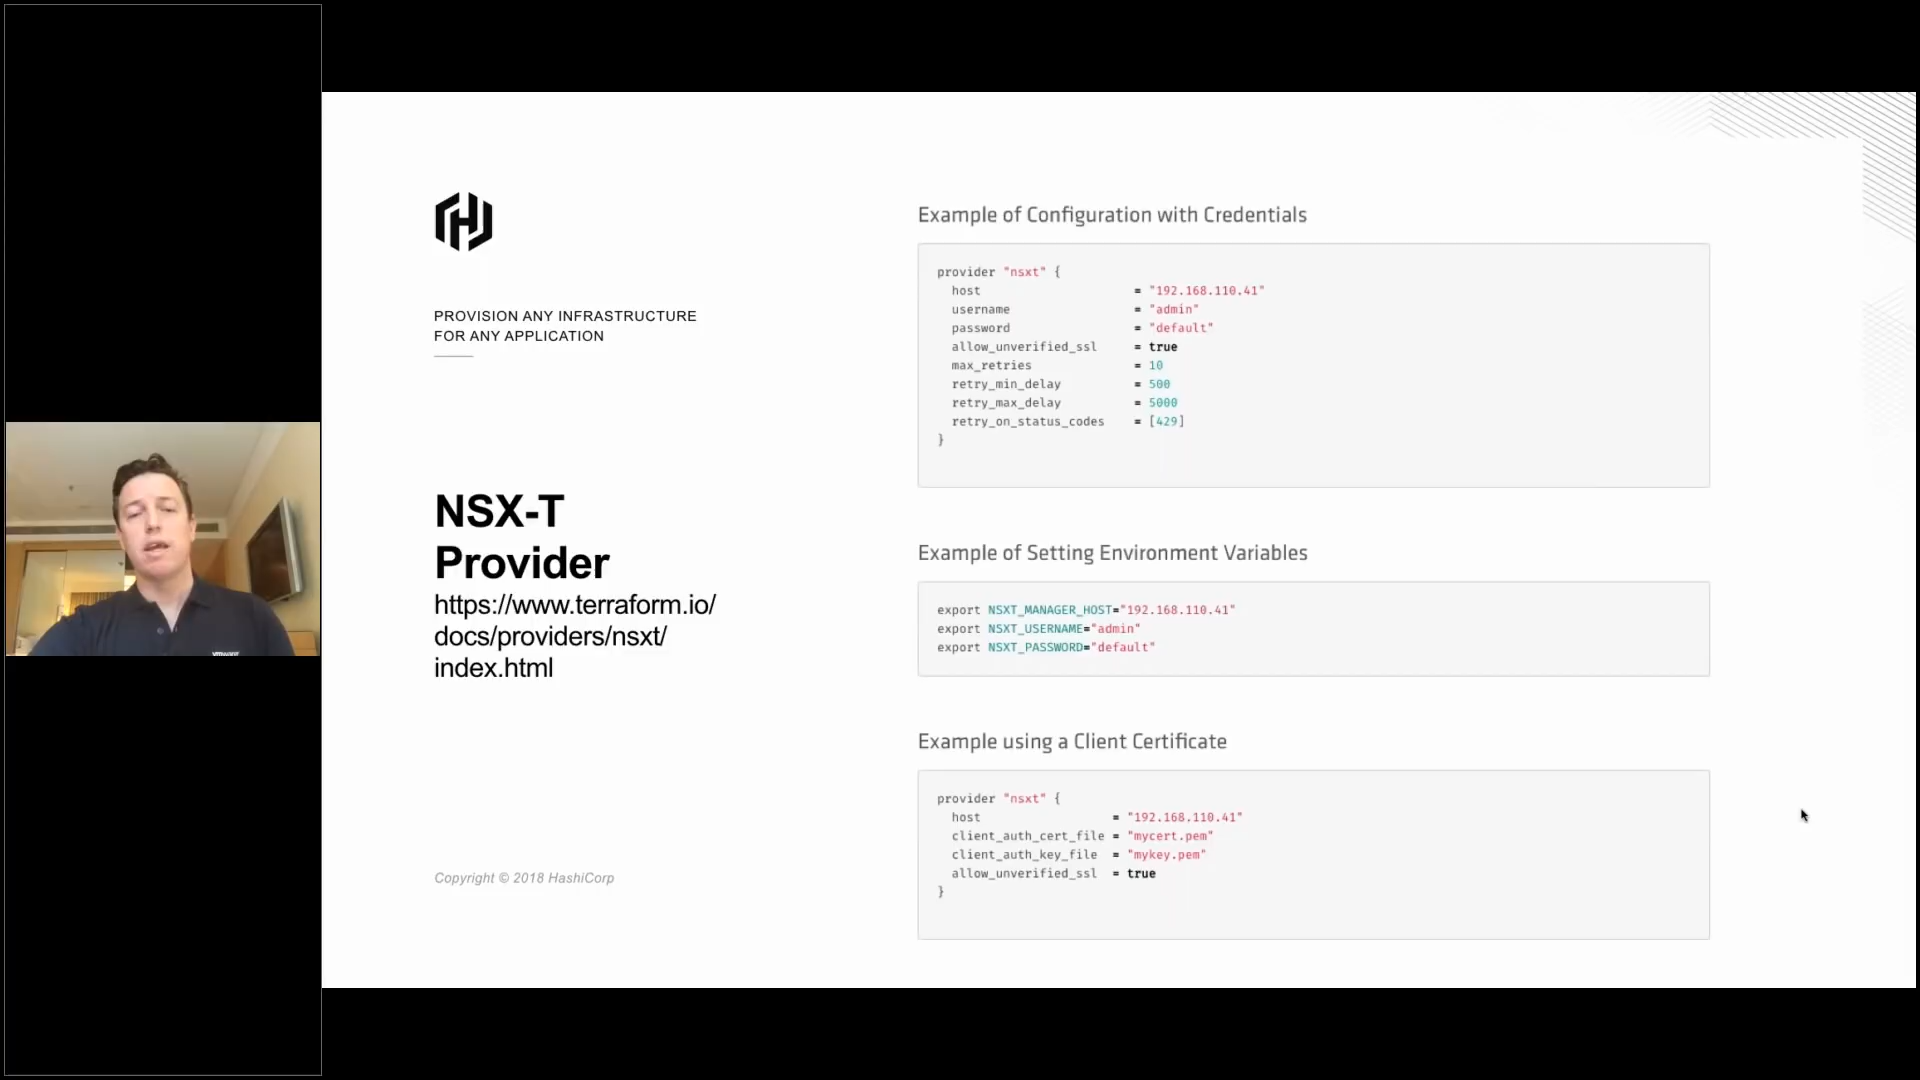 PROVISION ANY INFRASTRUCTURE
FOR ANY APPLICATION
NSX-T
Provider
https://www.terraform.io/
docs/providers/nsxt/
index.html
Copyright © 2018 HashiCorp
Example of Configuration with Credentials
provider "nsxt" {
  host                     = "192.168.110.41"
  username                 = "admin"
  password                 = "default"
  allow_unverified_ssl     = true
  max_retries              = 10
  retry_min_delay          = 500
  retry_max_delay          = 5000
  retry_on_status_codes    = [429]
}
Example of Setting Environment Variables
export NSXT_MANAGER_HOST="192.168.110.41"
export NSXT_USERNAME="admin"
export NSXT_PASSWORD="default"
Example using a Client Certificate
provider "nsxt" {
  host                  = "192.168.110.41"
  client_auth_cert_file = "mycert.pem"
  client_auth_key_file  = "mykey.pem"
  allow_unverified_ssl  = true
}